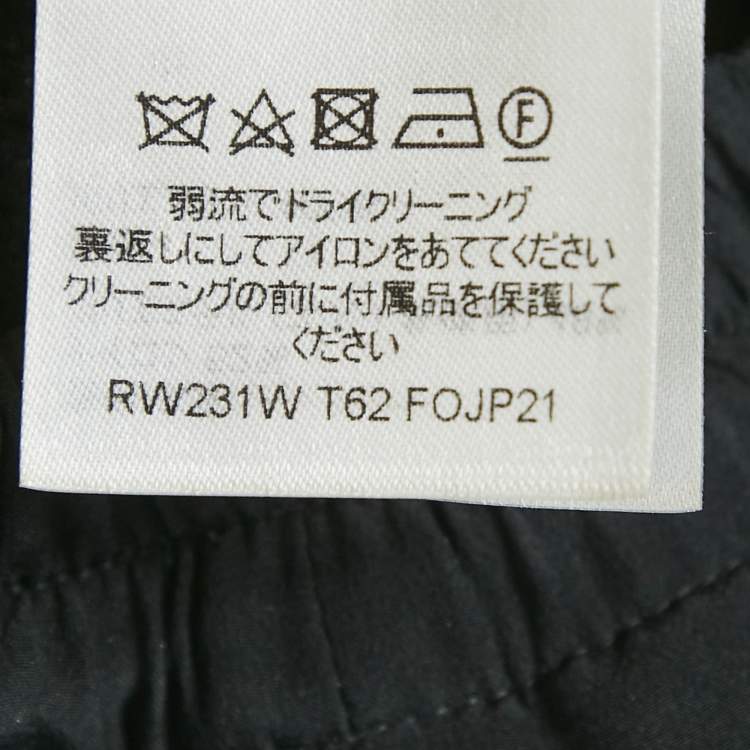 F
弱流でドライクリーニング
裏返しにしてアイロンをあててください
クリーニングの前に付属品を保護して
ください
RW231W T62 FOJP21